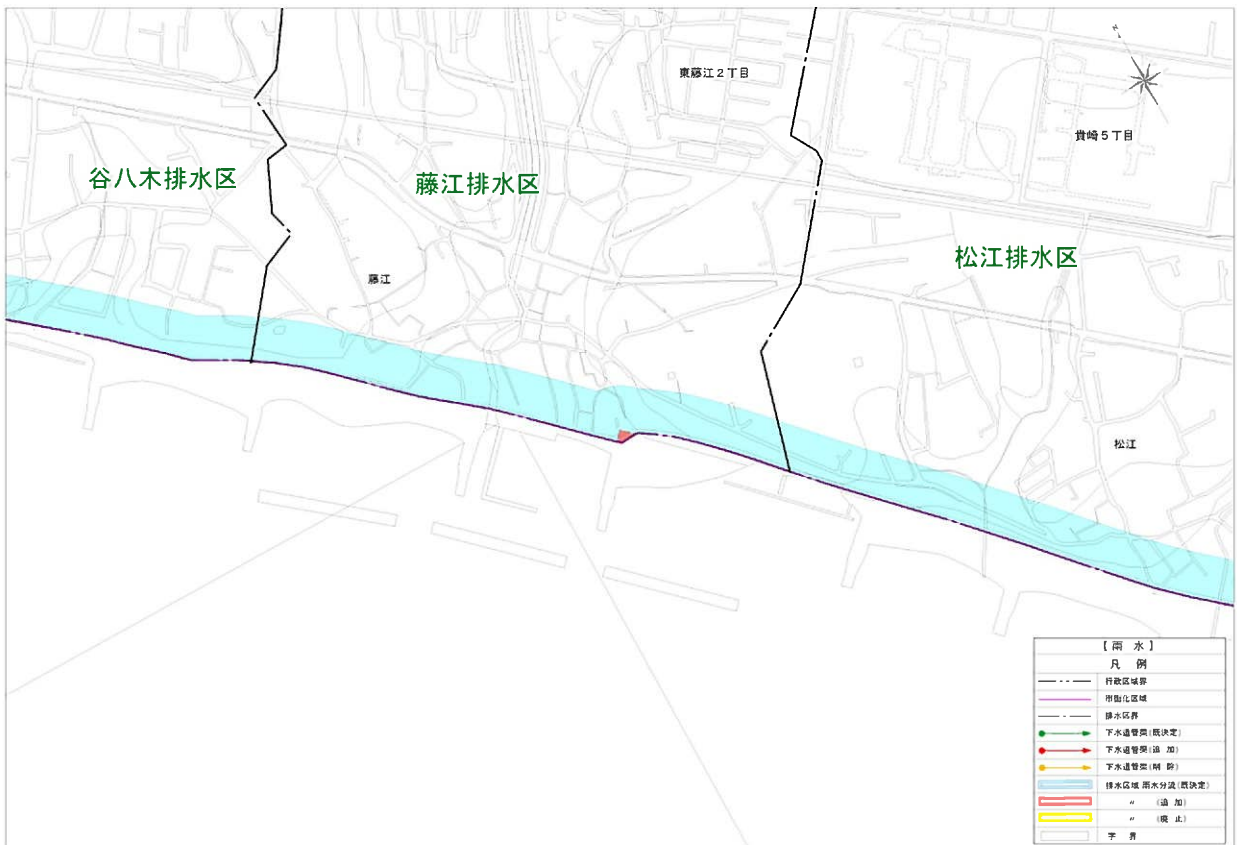 東藤江2丁目
N
貴崎5丁目
谷八木排水区
藤江排水区
松江排水区
藤江
松江
【雨 水】
凡 例
行政区域界
市街化区域
排水区界
下水道管渠(既決定)
下水道管渠(追 加)
下水道管渠(削 除)
排水区域 雨水分流(既決定)
〃 (追 加)
〃 (廃 止)
字 界